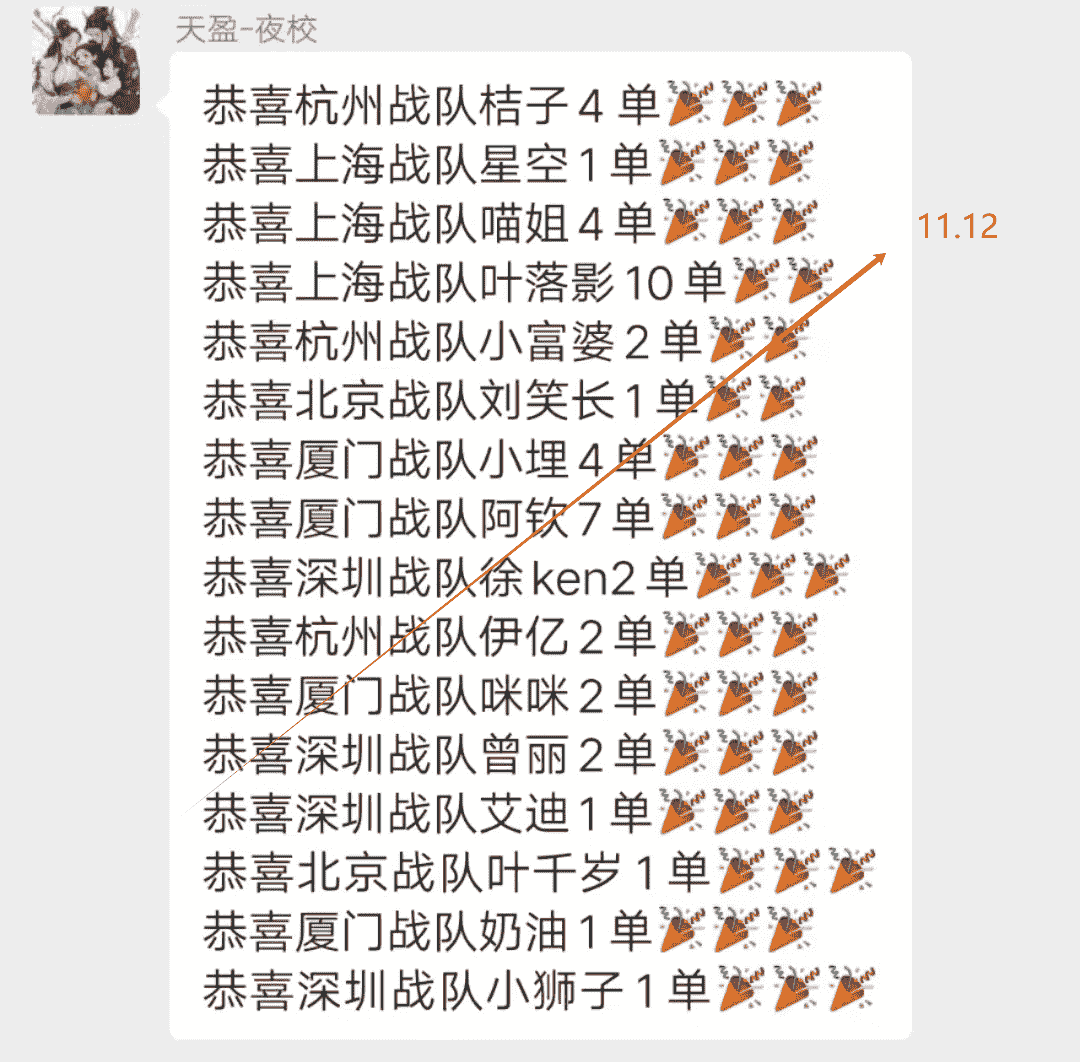 天盈-夜校
恭喜杭州战队桔子4 单🎉🎉🎉
恭喜上海战队星空1单🎉🎉🎉
恭喜上海战队喵姐4单🎉🎉🎉
11.12
恭喜上海战队叶落影10单🎉🎉
恭喜杭州战队小富婆2单🎉🎉
恭喜北京战队刘笑长1单🎉🎉
恭喜厦门战队小埋4单🎉🎉🎉
恭喜厦门战队阿钦7单🎉🎉🎉
恭喜深圳战队徐ken2单🎉🎉🎉
恭喜杭州战队伊亿2单🎉🎉🎉
恭喜厦门战队咪咪2单🎉🎉🎉
恭喜深圳战队曾丽2单🎉🎉🎉
恭喜深圳战队艾迪1单🎉🎉🎉
恭喜北京战队叶千岁1单🎉🎉🎉
恭喜厦门战队奶油1单🎉🎉🎉
恭喜深圳战队小狮子1单🎉🎉🎉